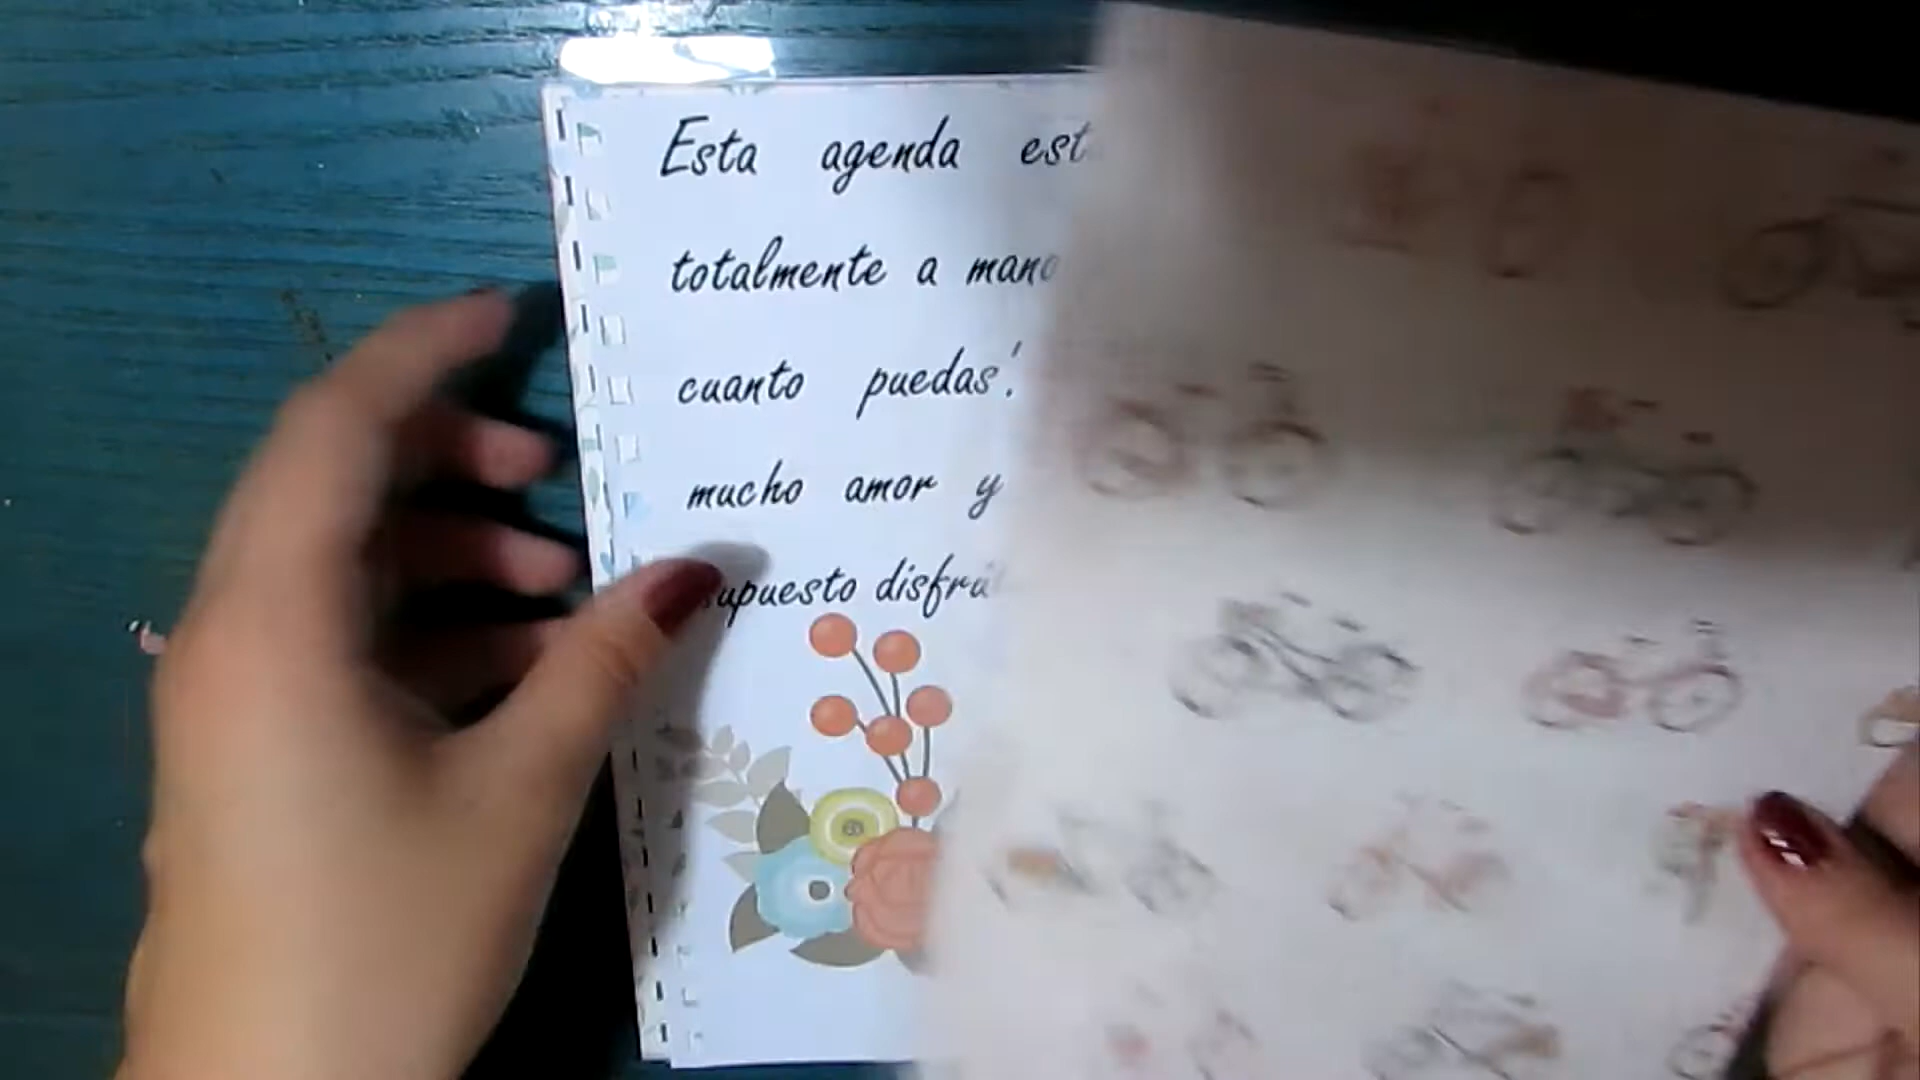 Esta agenda est
totalmente a mano
cuanto puedas!
mucho amor y
supuesto disfrú